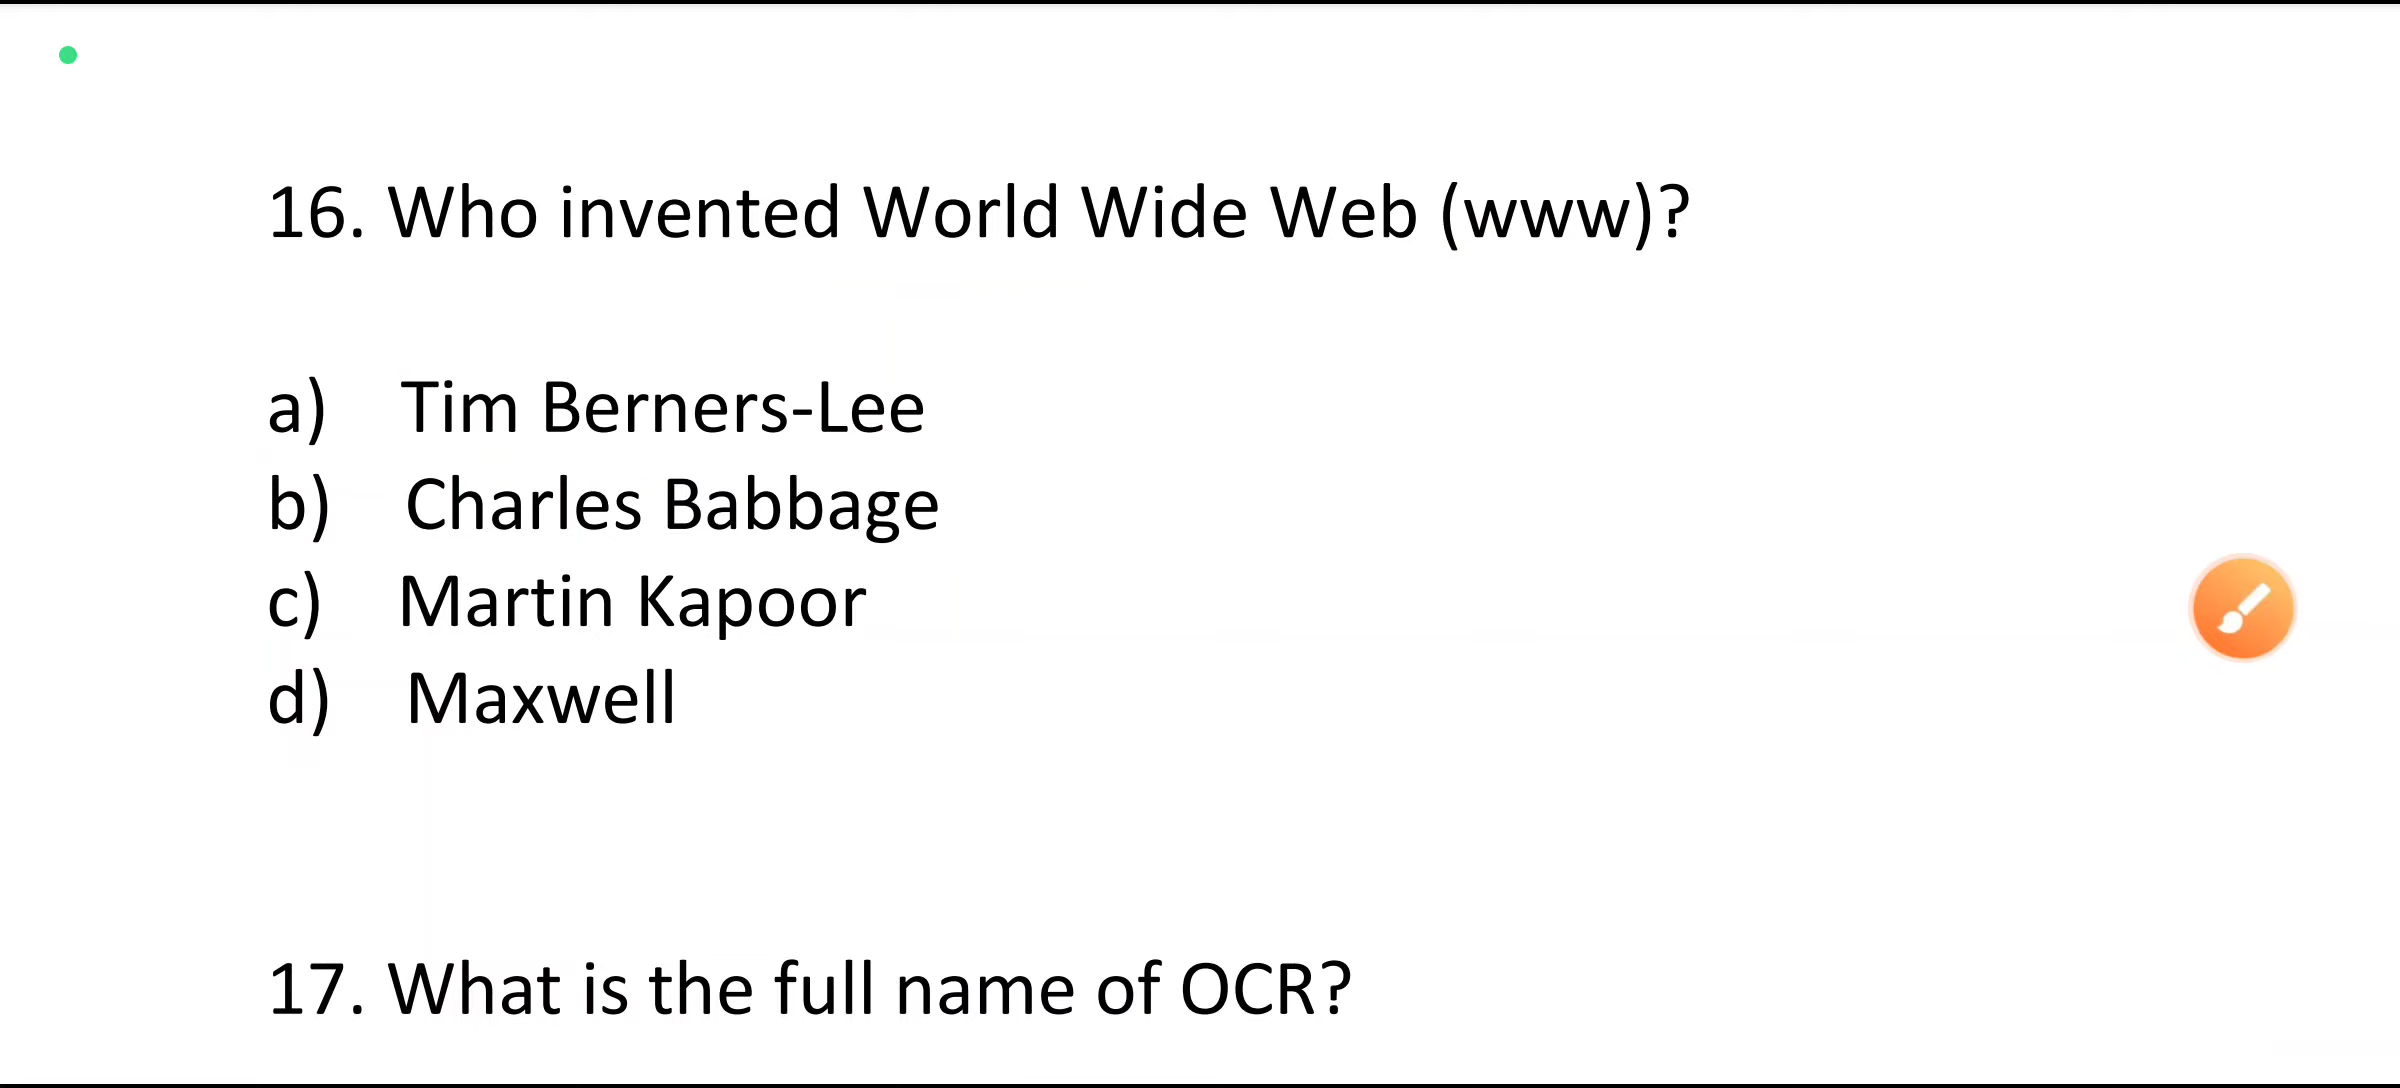 16. Who invented World Wide Web (www)?
a) Tim Berners-Lee
b) Charles Babbage
c) Martin Kapoor
d) Maxwell
17. What is the full name of OCR?